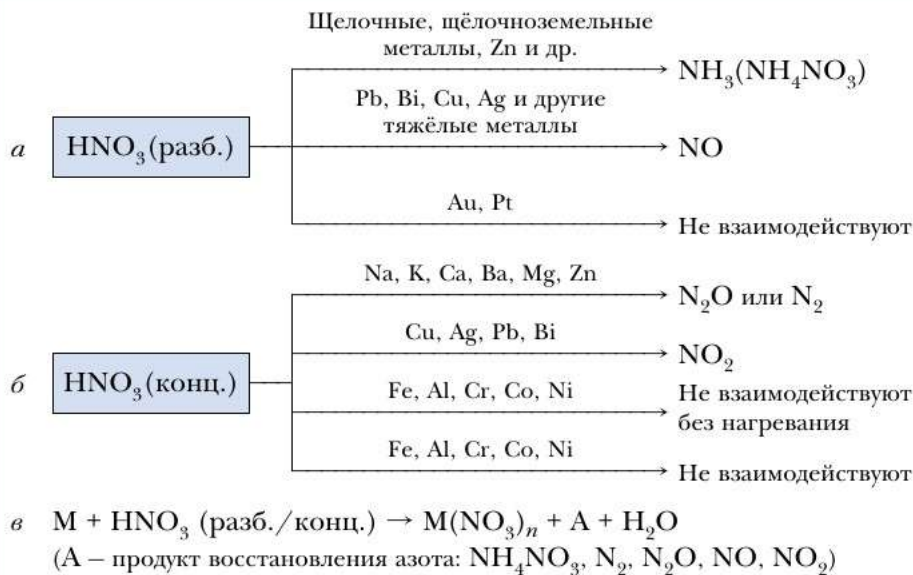 Щелочные, щёлочноземельные
металлы, Zn и др.
NH₃(NH₄NO₃)
Pb, Bi, Cu, Ag и другие
тяжёлые металлы
а HNO₃(разб.)
NO
Au, Pt
Не взаимодействуют
Na, K, Ca, Ba, Mg, Zn
N₂O или N₂
Cu, Ag, Pb, Bi
NO₂
б HNO₃(конц.)
Fe, Al, Cr, Co, Ni
Не взаимодействуют
без нагревания
Fe, Al, Cr, Co, Ni
Не взаимодействуют
в M + HNO₃ (разб./конц.) → M(NO₃)ₙ + A + H₂O
(А – продукт восстановления азота: NH₄NO₃, N₂, N₂O, NO, NO₂)